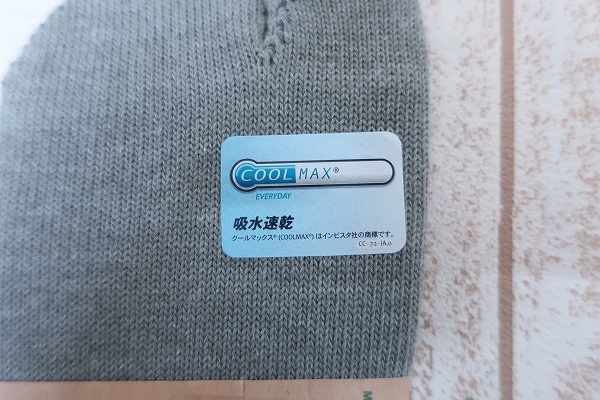 COOLMAX®
EVERYDAY
吸水速乾
クールマックス® (COOLMAX®) はインビスタ社の商標です。
CC-72-JA.0
M